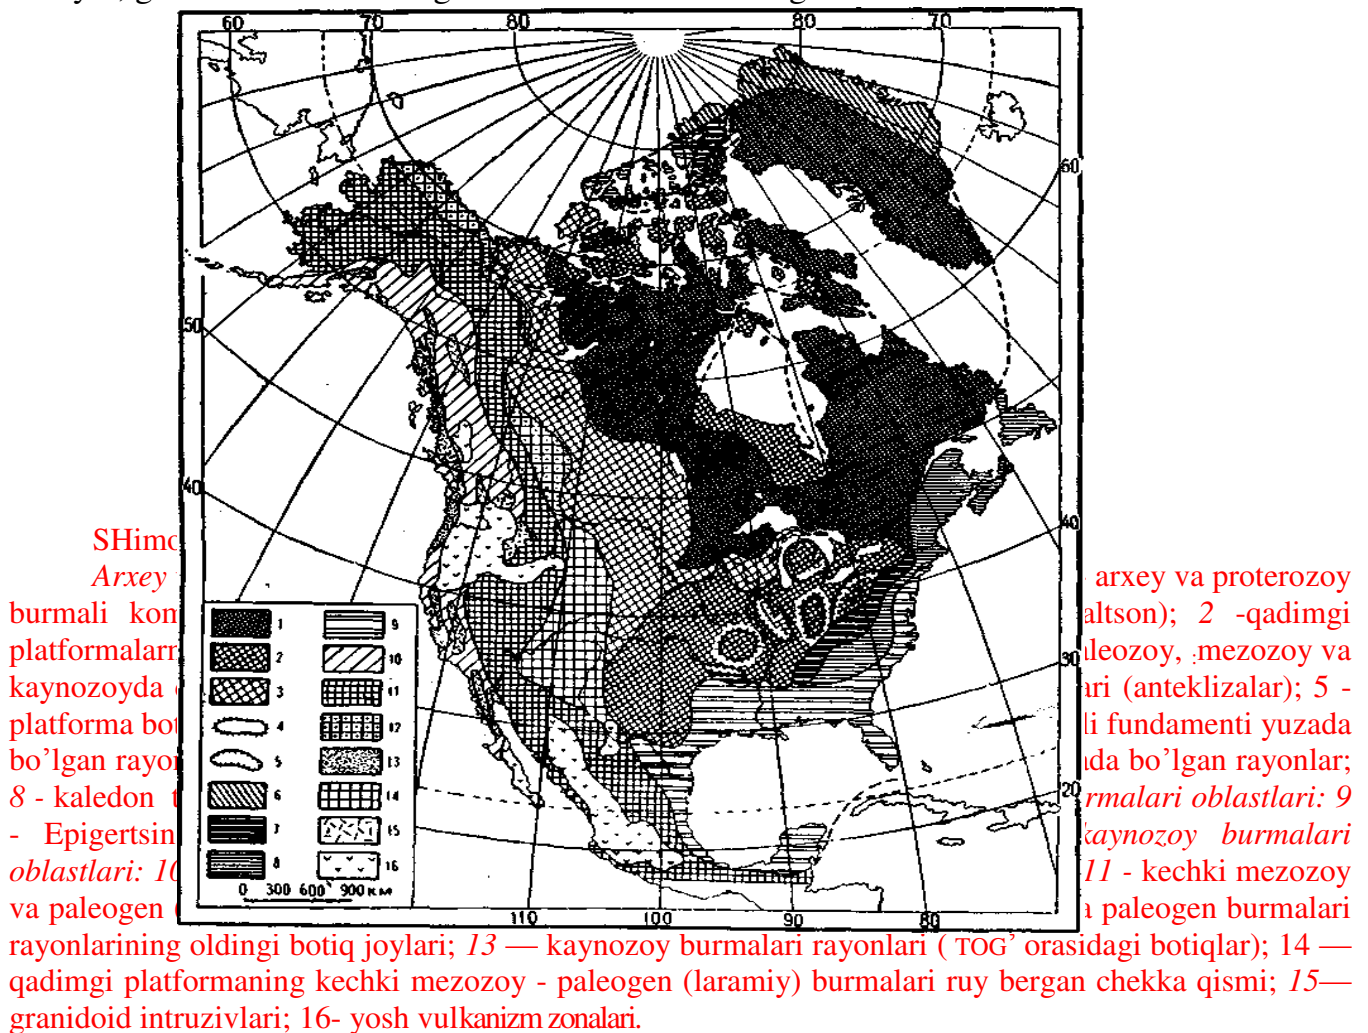 60 70 80 80 70
60
50
40
40
30
20
110 100 90 80
1 9
2 10
3 11
4 12
5 13
6 14
7 15
8 16
0 300 600 900 км
SHimo
Arxey - arxey va proterozoy
burmali kon altson); 2 -qadimgi
platformalarn aleozoy, mezozoy va
kaynozoyda ari (anteklizalar); 5 -
platforma bot li fundamenti yuzada
bo’lgan rayon ada bo’lgan rayonlar;
8 - kaledon t rmalari oblastlari: 9
- Epigertsin kaynozoy burmalari
oblastlari: 10 11 - kechki mezozoy
va paleogen a paleogen burmalari
rayonlarining oldingi botiq joylari; 13 — kaynozoy burmalari rayonlari ( TOG’ orasidagi botiqlar); 14 —
qadimgi platformaning kechki mezozoy - paleogen (laramiy) burmalari ruy bergan chekka qismi; 15—
granidoid intruzivlari; 16- yosh vulkanizm zonalari.